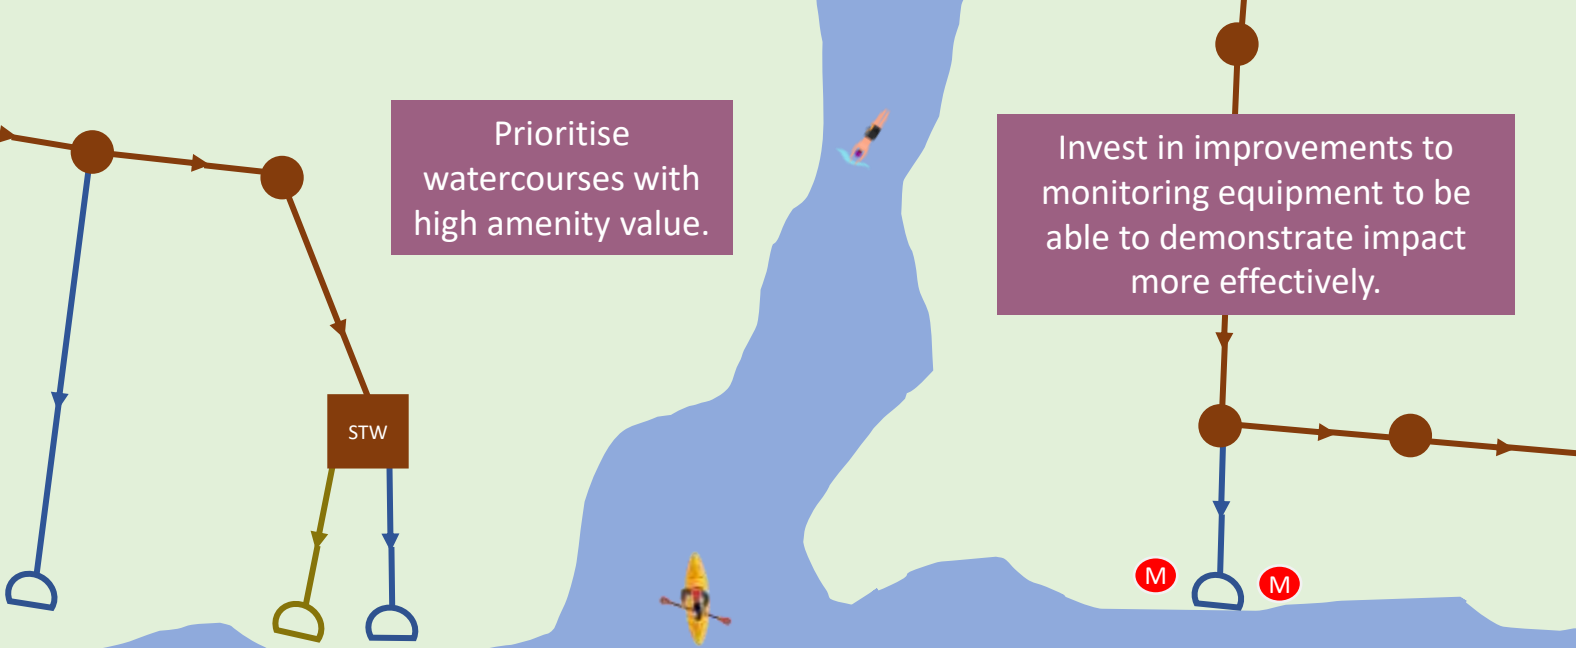 Prioritise
watercourses with
high amenity value.
Invest in improvements to
monitoring equipment to be
able to demonstrate impact
more effectively.
STW
M
M